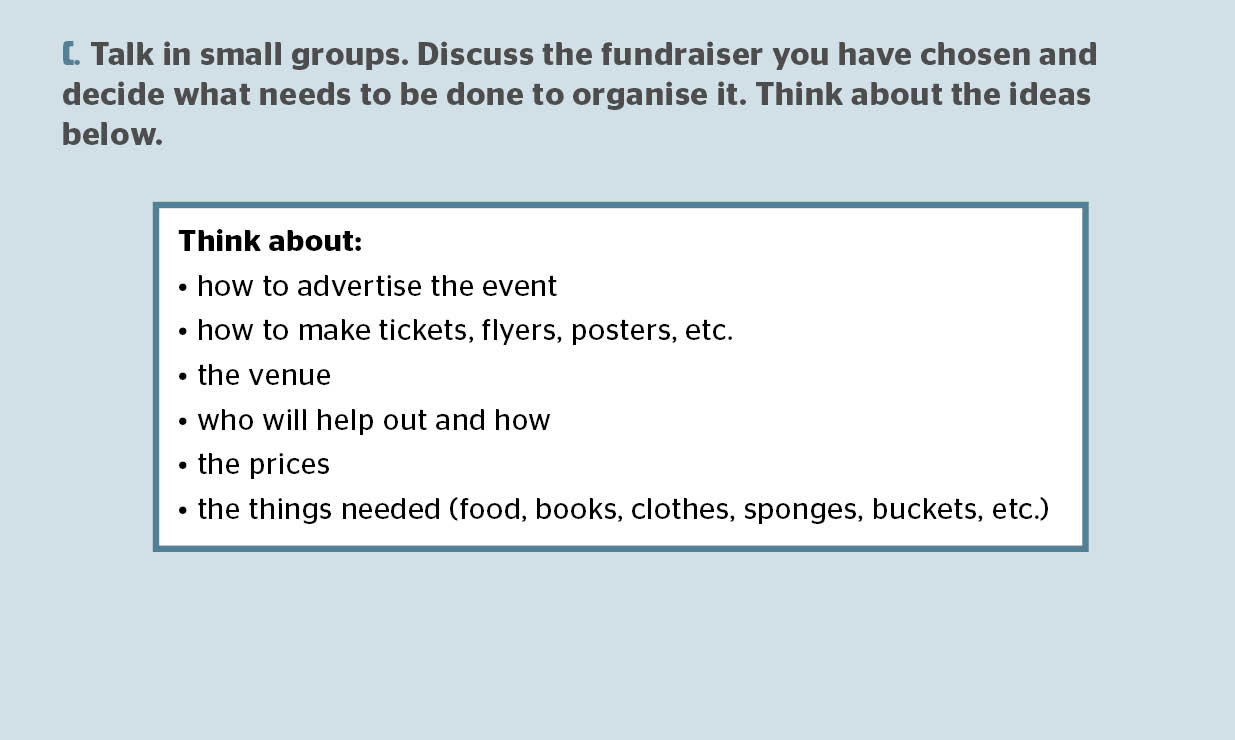 C. Talk in small groups. Discuss the fundraiser you have chosen and
decide what needs to be done to organise it. Think about the ideas
below.
Think about:
• how to advertise the event
• how to make tickets, flyers, posters, etc.
• the venue
• who will help out and how
• the prices
• the things needed (food, books, clothes, sponges, buckets, etc.)